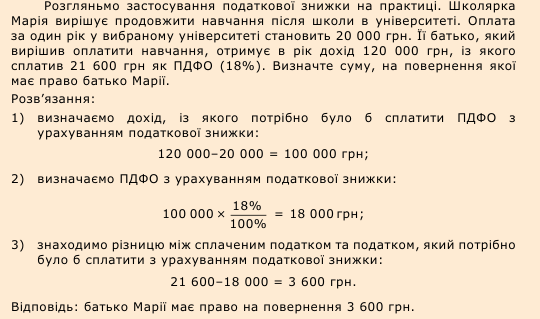 Розгляньмо застосування податкової знижки на практиці. Школярка
Марія вирішує продовжити навчання після школи в університеті. Оплата
за один рік у вибраному університеті становить 20 000 грн. Її батько, який
вирішив оплатити навчання, отримує в рік дохід 120 000 грн, із якого
сплатив 21 600 грн як ПДФО (18%). Визначте суму, на повернення якої
має право батько Марії.
Розв’язання:
1) визначаємо дохід, із якого потрібно було б сплатити ПДФО з
урахуванням податкової знижки:
120 000–20 000 = 100 000 грн;
2) визначаємо ПДФО з урахуванням податкової знижки:
100 000 × 18% / 100% = 18 000 грн;
3) знаходимо різницю між сплаченим податком та податком, який потрібно
було б сплатити з урахуванням податкової знижки:
21 600–18 000 = 3 600 грн.
Відповідь: батько Марії має право на повернення 3 600 грн.